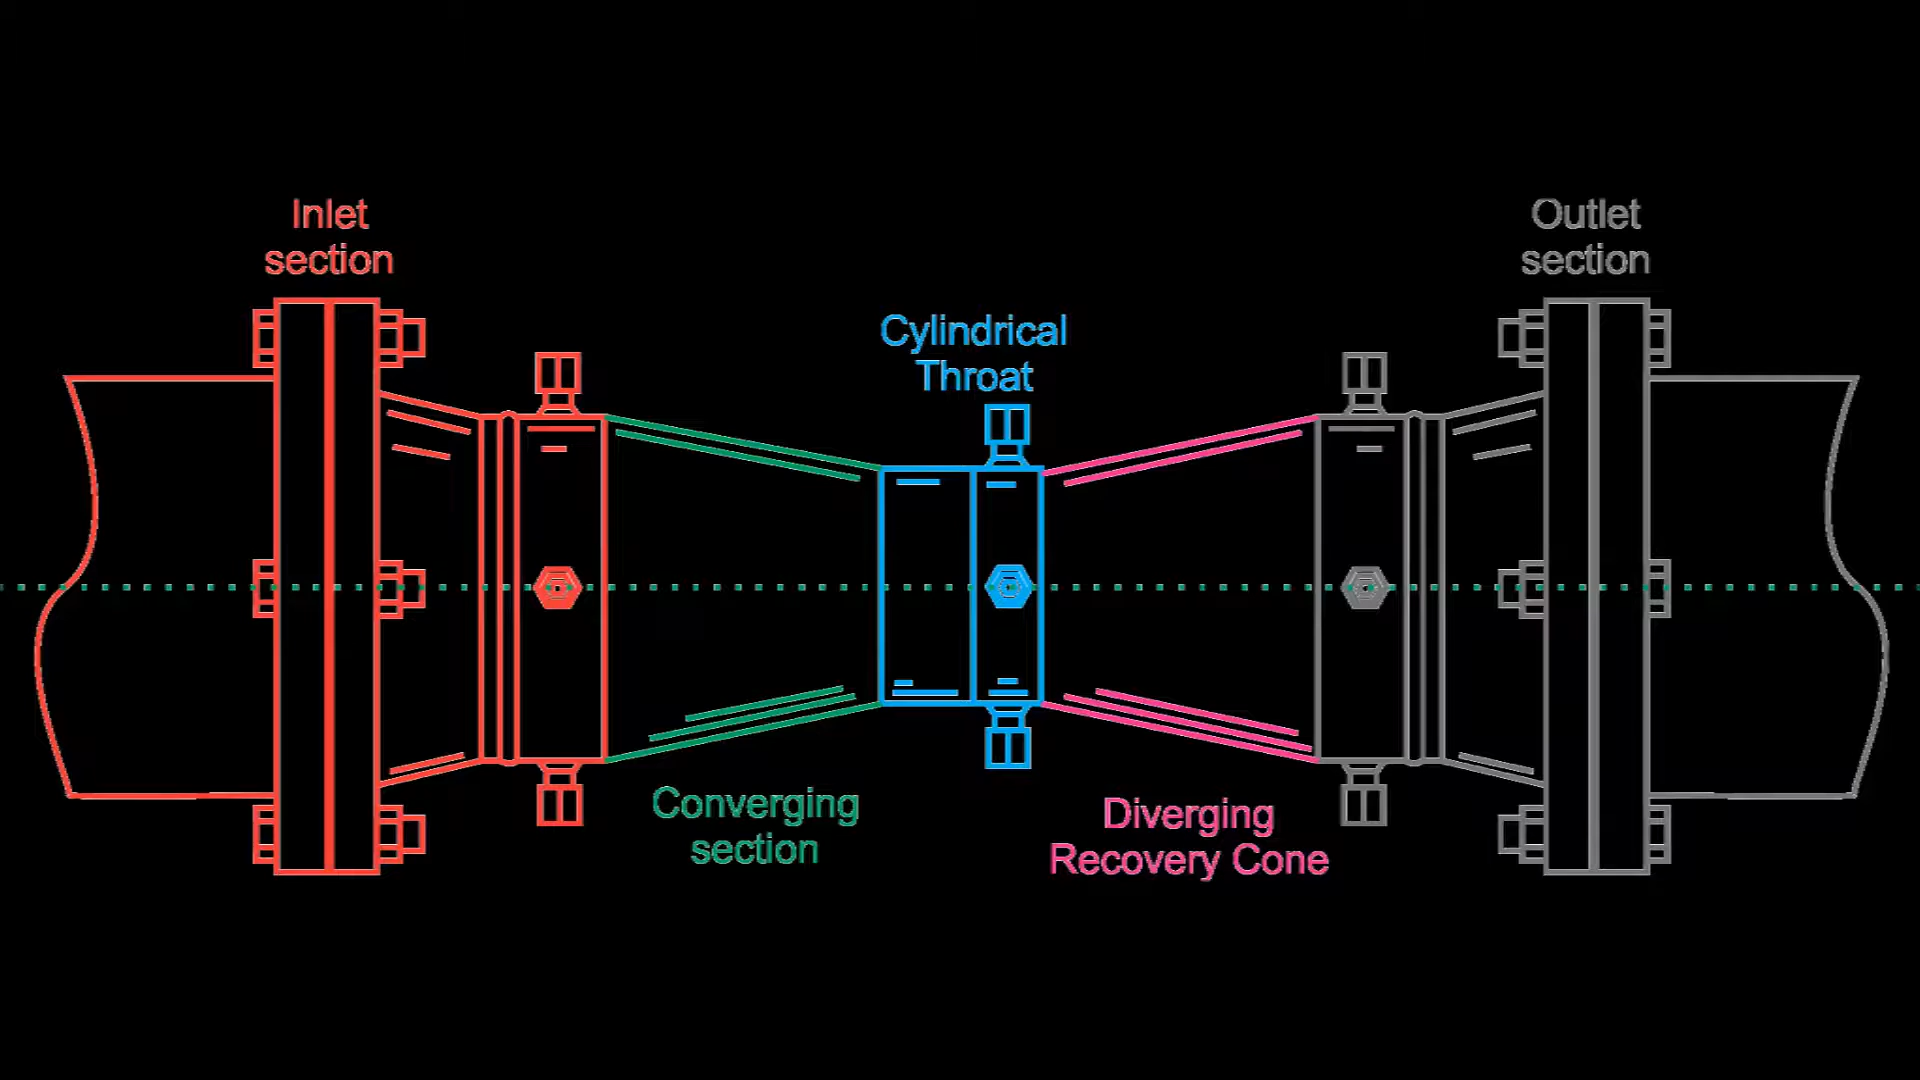 Inlet
section
Outlet
section
Cylindrical
Throat
Converging
section
Diverging
Recovery Cone